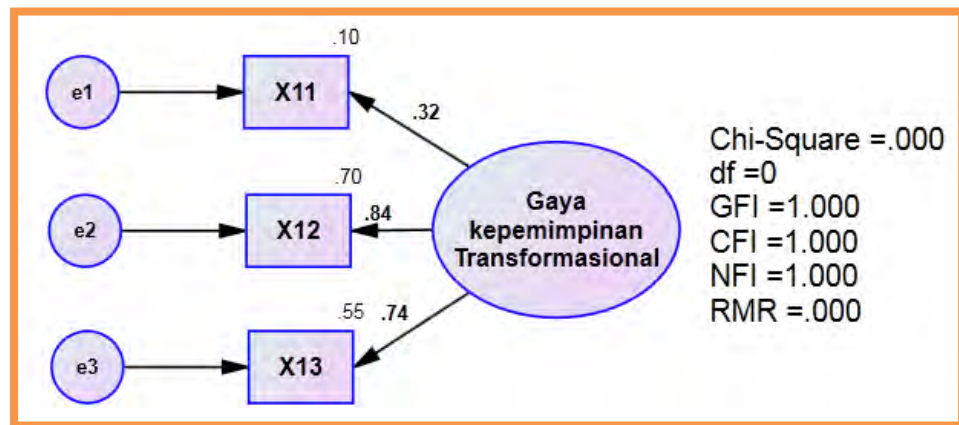 .10
e1
X11
.32
.70
e2
X12
.84
.55
e3
X13
.74
Gaya
kepemimpinan
Transformasional
Chi-Square =.000
df =0
GFI =1.000
CFI =1.000
NFI =1.000
RMR =.000